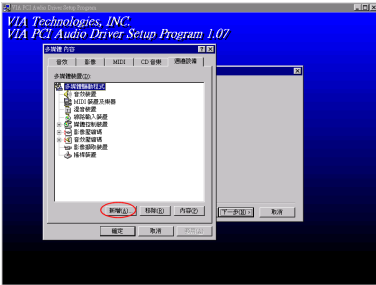 VIA PCI Audio Driver Setup Program
VIA Technologies, INC.
VIA PCI Audio Driver Setup Program 1.07
多媒體 內容
音效 影像 MIDI CD 音樂 週邊設備
多媒體裝置(D):
多媒體驅動程式
音效裝置
MIDI 裝置及樂器
混音裝置
線路輸入裝置
媒體控制裝置
影像壓縮碼
音效壓縮碼
影像擷取裝置
搖桿裝置
新增(A)... 移除(R) 內容(P)
下一步(N) > 取消
確定 取消 套用(A)